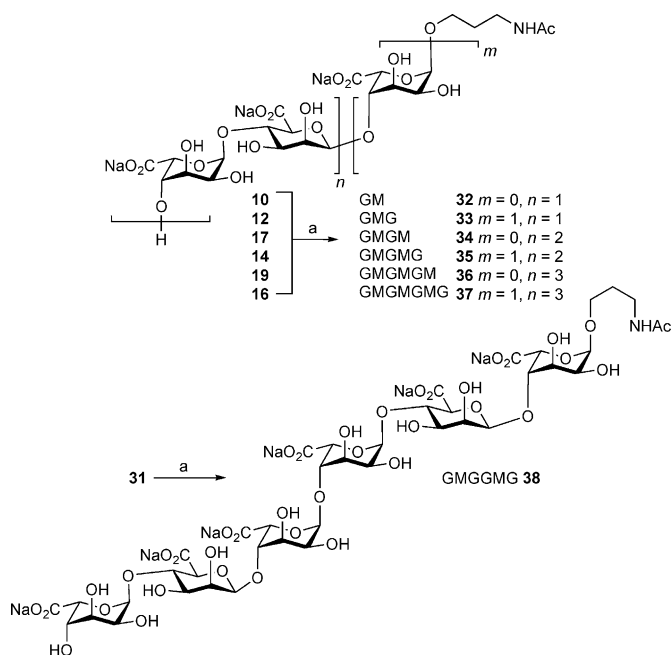 O NHAc
OH m
NaO₂C O
OH
NaO₂C OH
O O O
OH HO n
NaO₂C O
OH
O
H
10 GM 32 m = 0, n = 1
12 GMG 33 m = 1, n = 1
17 a GMGM 34 m = 0, n = 2
14 GMGMG 35 m = 1, n = 2
19 GMGMGM 36 m = 0, n = 3
16 GMGMGMG 37 m = 1, n = 3
O NHAc
OH
NaO₂C O
NaO₂C OH OH
O O O
OH HO
NaO₂C O
31 a OH GMGGMG 38
O
OH
NaO₂C O
NaO₂C OH OH
OH O O O
HO
NaO₂C O
OH
HO